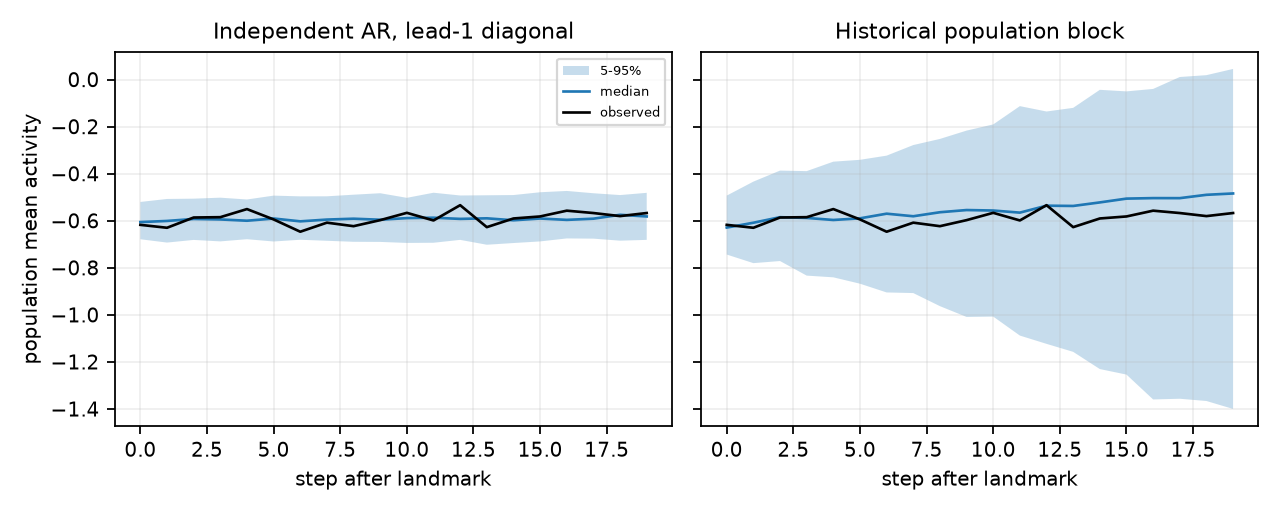 Independent AR, lead-1 diagonal
Historical population block
5-95%
median
observed
population mean activity
0.0
−0.2
−0.4
−0.6
−0.8
−1.0
−1.2
−1.4
0.0 2.5 5.0 7.5 10.0 12.5 15.0 17.5
0.0 2.5 5.0 7.5 10.0 12.5 15.0 17.5
step after landmark
step after landmark